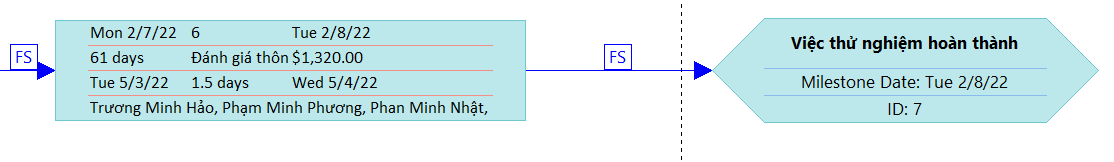 FS
Mon 2/7/22 6 Tue 2/8/22
61 days Đánh giá thôn $1,320.00
Tue 5/3/22 1.5 days Wed 5/4/22
Trương Minh Hảo, Phạm Minh Phương, Phan Minh Nhật,
FS
Việc thử nghiệm hoàn thành
Milestone Date: Tue 2/8/22
ID: 7